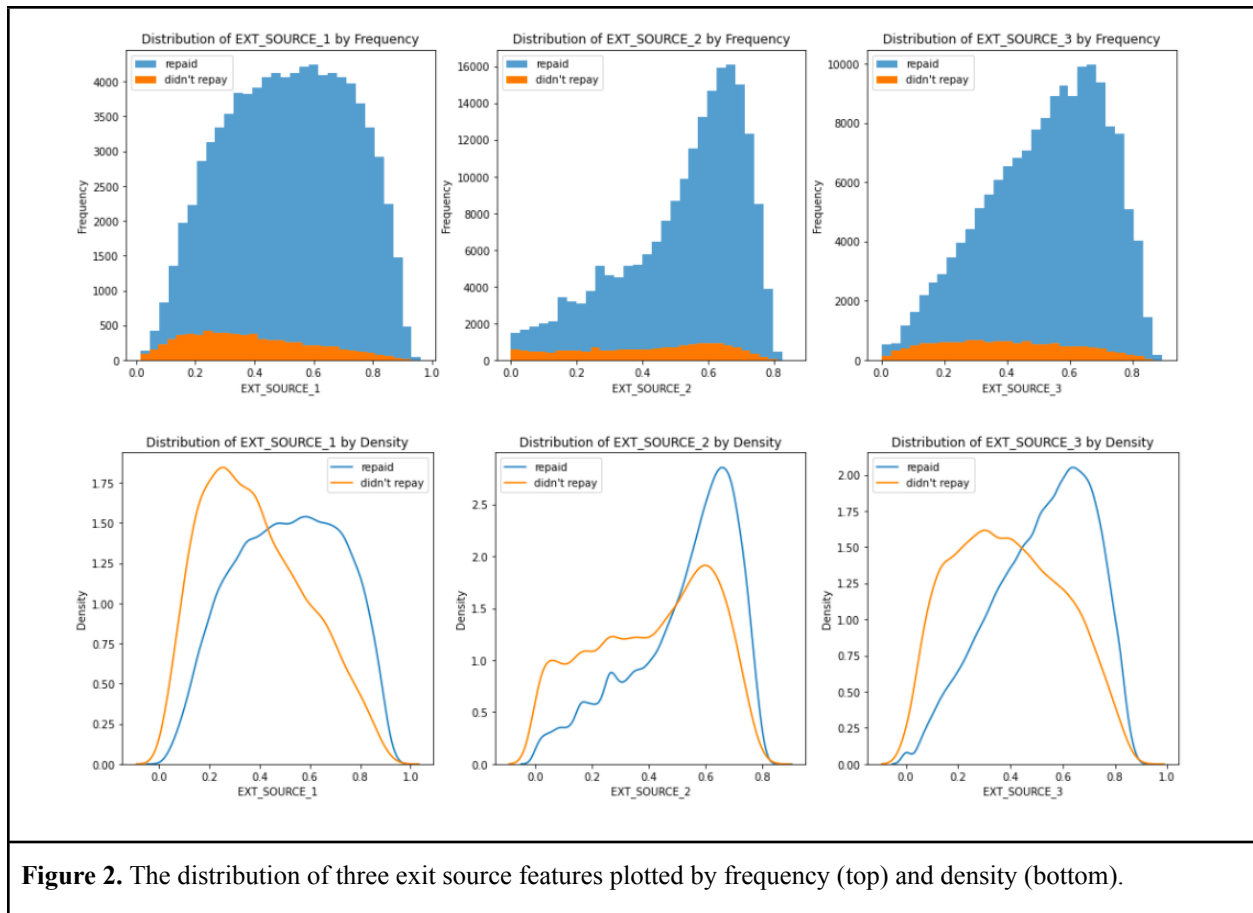 Distribution of EXT_SOURCE_1 by Frequency
repaid
didn't repay
4000
3500
3000
2500
2000
1500
1000
500
0
Frequency
0.0 0.2 0.4 0.6 0.8 1.0
EXT_SOURCE_1
Distribution of EXT_SOURCE_2 by Frequency
repaid
didn't repay
16000
14000
12000
10000
8000
6000
4000
2000
0
Frequency
0.0 0.2 0.4 0.6 0.8
EXT_SOURCE_2
Distribution of EXT_SOURCE_3 by Frequency
repaid
didn't repay
10000
8000
6000
4000
2000
0
Frequency
0.0 0.2 0.4 0.6 0.8
EXT_SOURCE_3
Distribution of EXT_SOURCE_1 by Density
repaid
didn't repay
1.75
1.50
1.25
1.00
0.75
0.50
0.25
0.00
Density
0.0 0.2 0.4 0.6 0.8 1.0
EXT_SOURCE_1
Distribution of EXT_SOURCE_2 by Density
repaid
didn't repay
2.5
2.0
1.5
1.0
0.5
0.0
Density
0.0 0.2 0.4 0.6 0.8
EXT_SOURCE_2
Distribution of EXT_SOURCE_3 by Density
repaid
didn't repay
2.00
1.75
1.50
1.25
1.00
0.75
0.50
0.25
0.00
Density
0.0 0.2 0.4 0.6 0.8 1.0
EXT_SOURCE_3
Figure 2. The distribution of three exit source features plotted by frequency (top) and density (bottom).